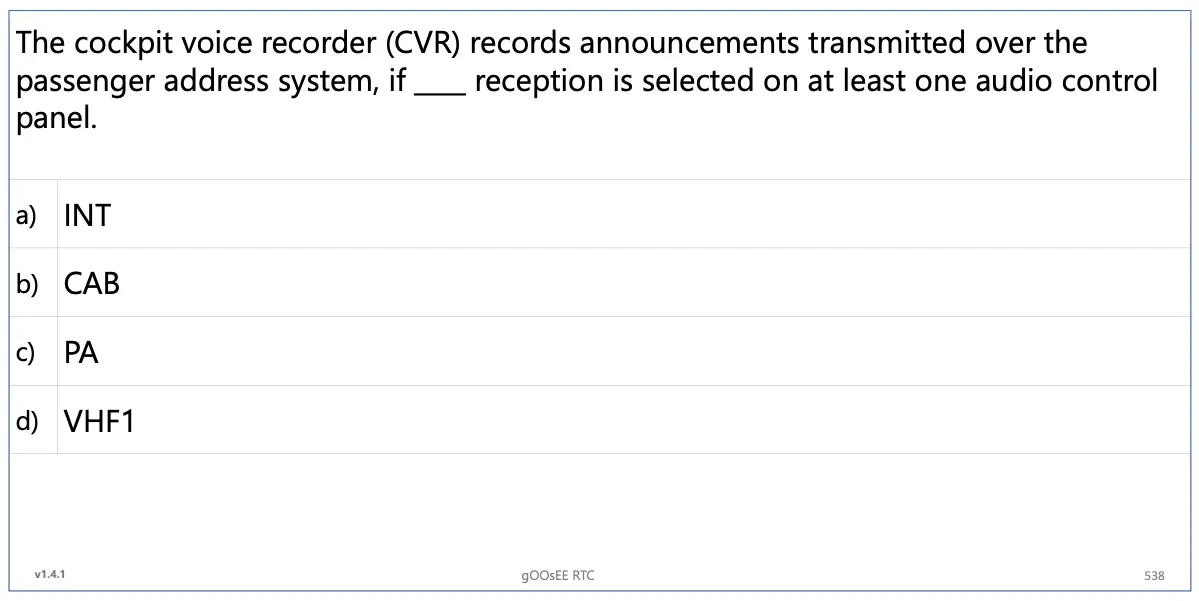 The cockpit voice recorder (CVR) records announcements transmitted over the
passenger address system, if ____ reception is selected on at least one audio control
panel.
a) INT
b) CAB
c) PA
d) VHF1
v1.4.1 gOOsEE RTC 538